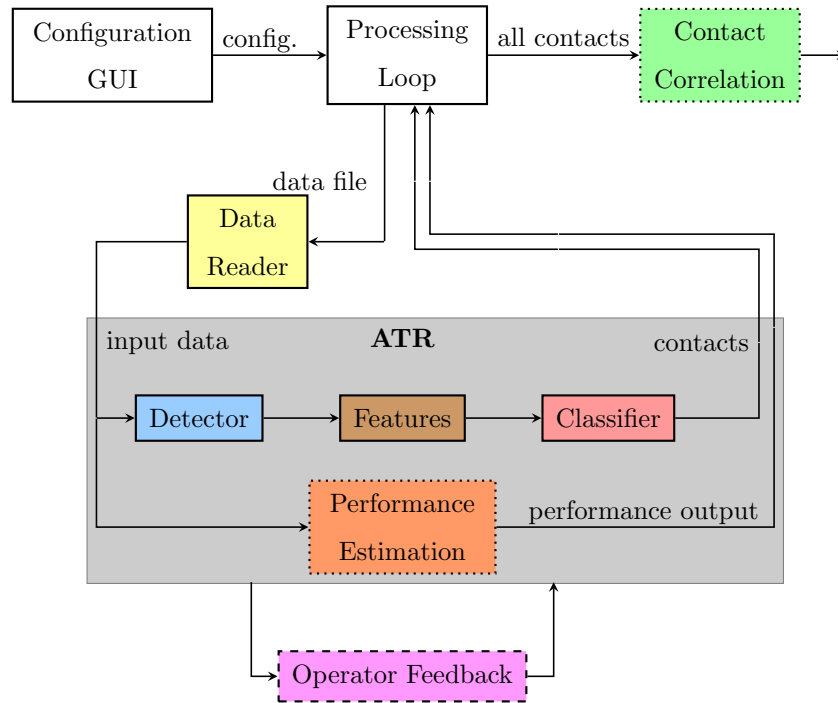 Configuration
GUI
config.
Processing
Loop
all contacts
Contact
Correlation
data file
Data
Reader
input data
ATR
contacts
Detector
Features
Classifier
Performance
Estimation
performance output
Operator Feedback